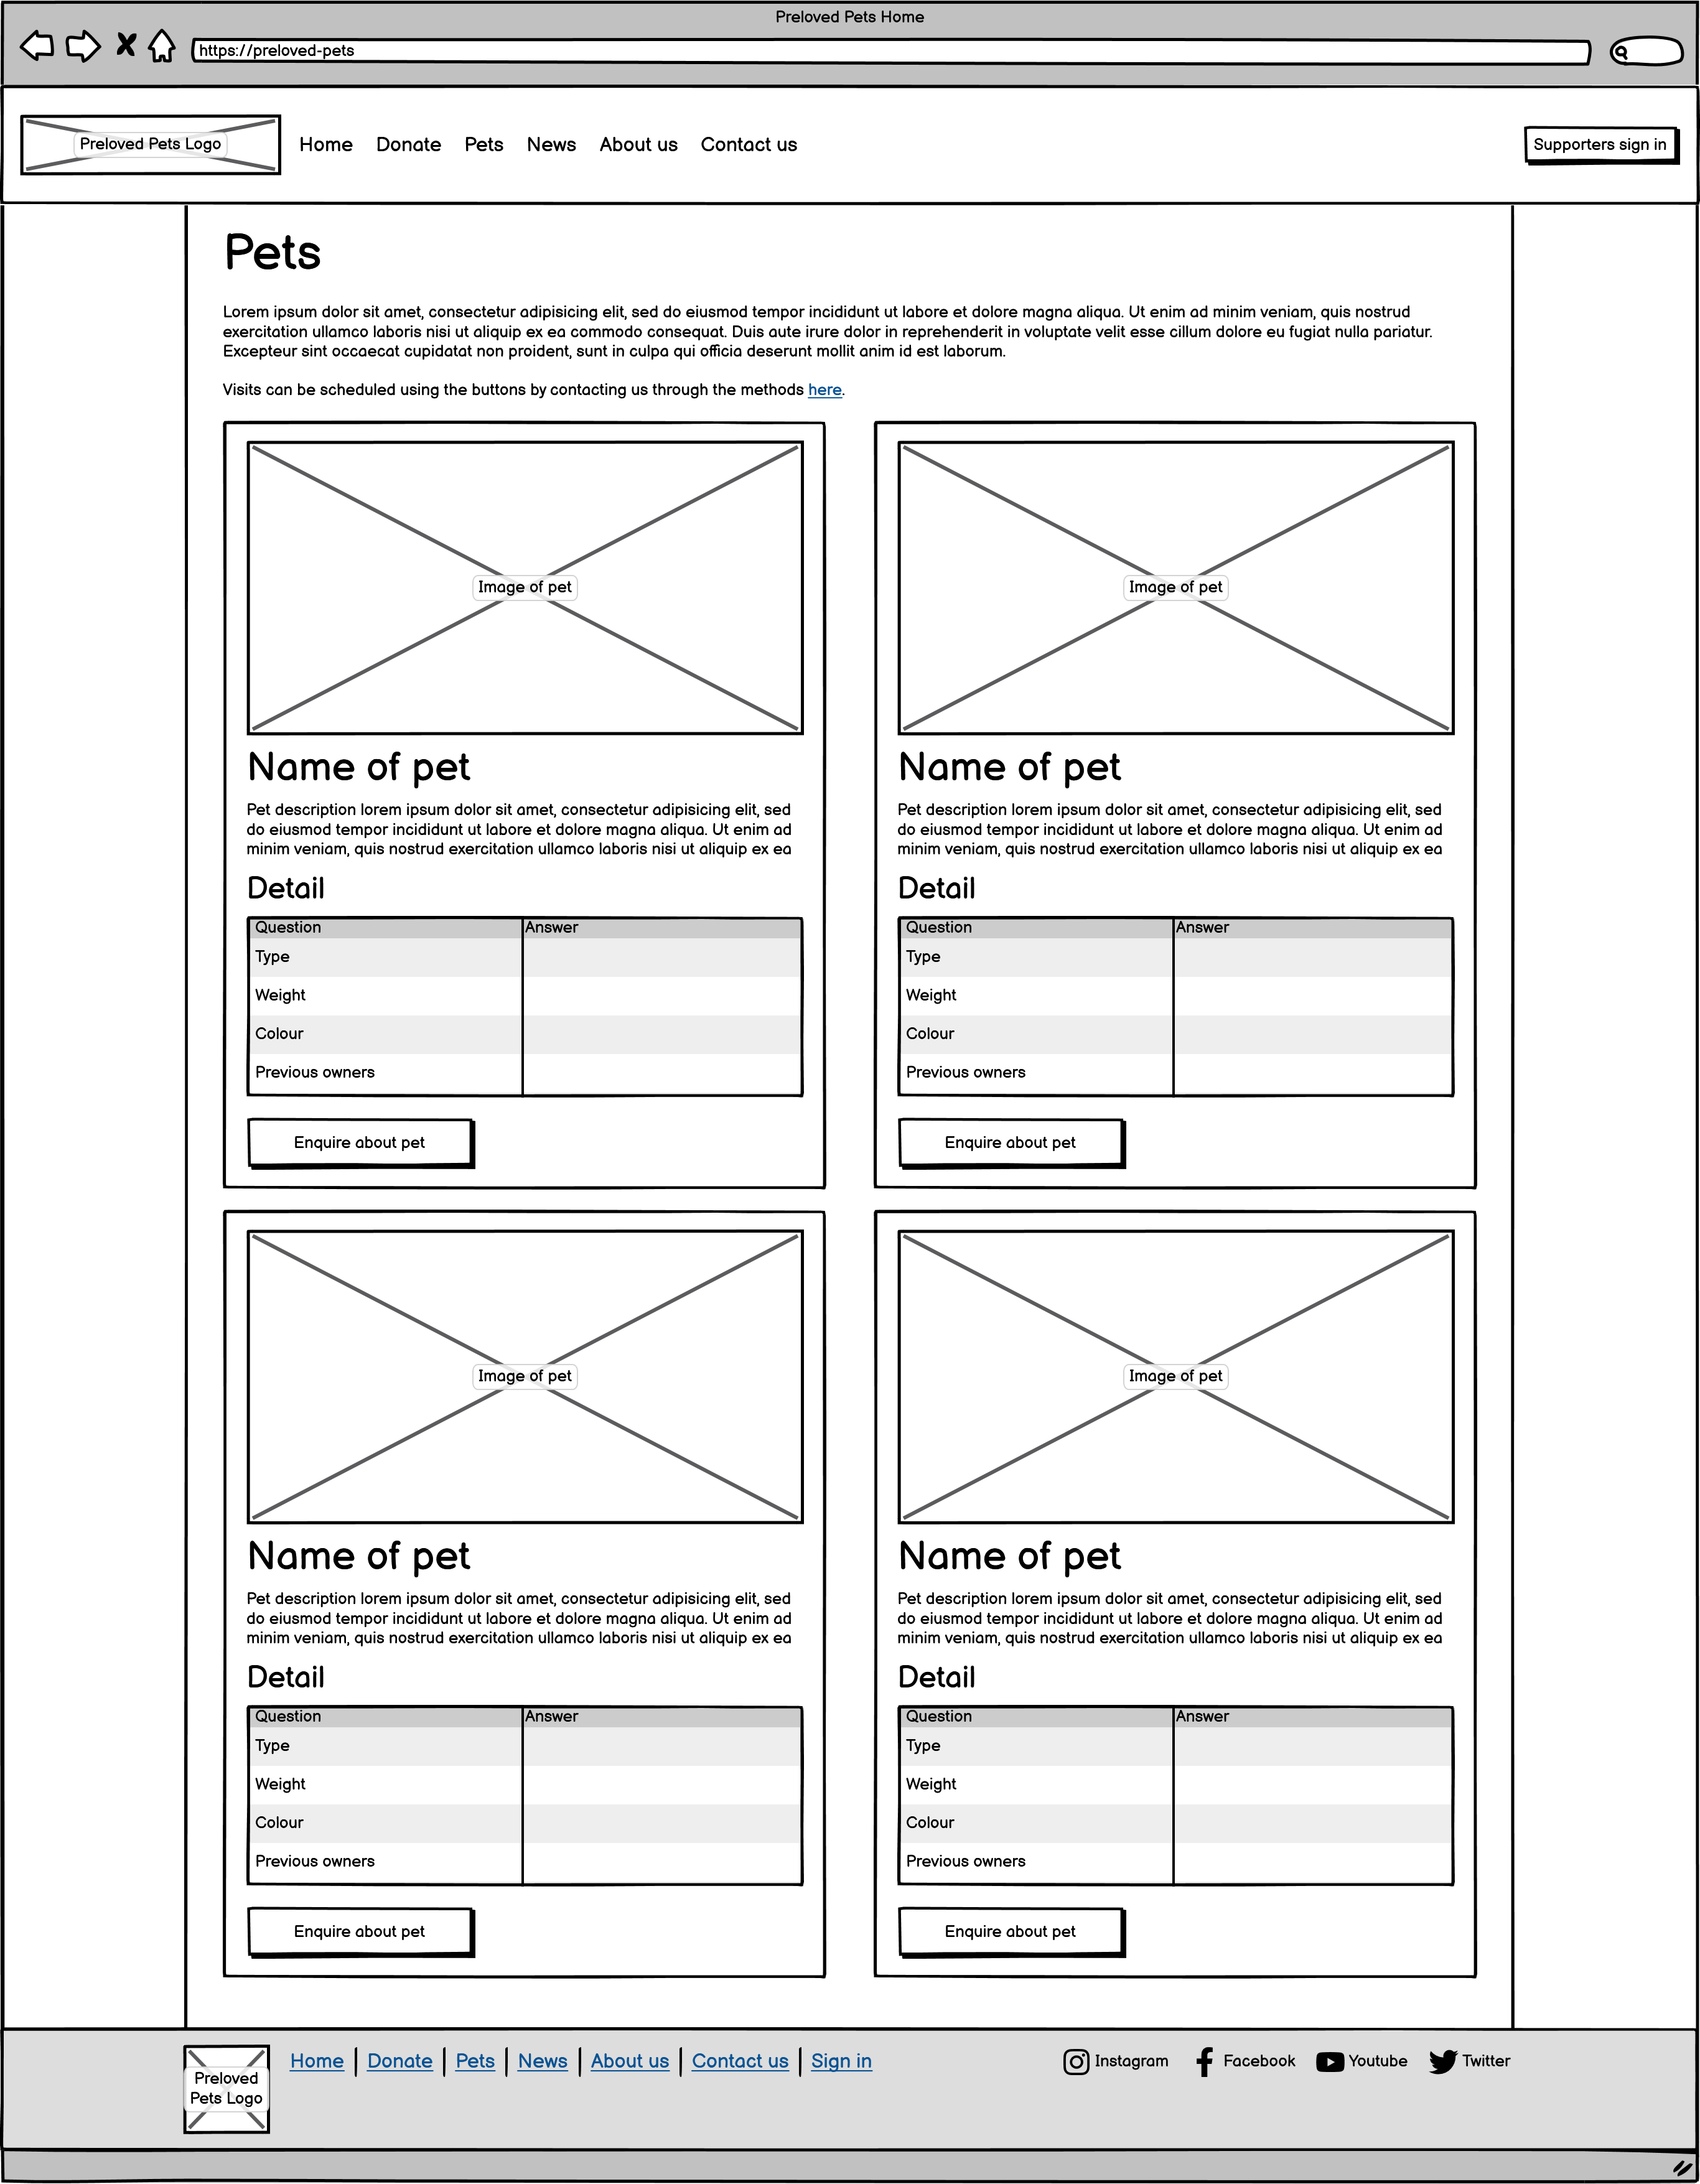 Preloved Pets Home
https://preloved-pets
Preloved Pets Logo
Home
Donate
Pets
News
About us
Contact us
Supporters sign in
Pets
Lorem ipsum dolor sit amet, consectetur adipisicing elit, sed do eiusmod tempor incididunt ut labore et dolore magna aliqua. Ut enim ad minim veniam, quis nostrud
exercitation ullamco laboris nisi ut aliquip ex ea commodo consequat. Duis aute irure dolor in reprehenderit in voluptate velit esse cillum dolore eu fugiat nulla pariatur.
Excepteur sint occaecat cupidatat non proident, sunt in culpa qui officia deserunt mollit anim id est laborum.
Visits can be scheduled using the buttons by contacting us through the methods here.
Image of pet
Name of pet
Pet description lorem ipsum dolor sit amet, consectetur adipisicing elit, sed
do eiusmod tempor incididunt ut labore et dolore magna aliqua. Ut enim ad
minim veniam, quis nostrud exercitation ullamco laboris nisi ut aliquip ex ea
Detail
Question Answer
Type
Weight
Colour
Previous owners
Enquire about pet
Image of pet
Name of pet
Pet description lorem ipsum dolor sit amet, consectetur adipisicing elit, sed
do eiusmod tempor incididunt ut labore et dolore magna aliqua. Ut enim ad
minim veniam, quis nostrud exercitation ullamco laboris nisi ut aliquip ex ea
Detail
Question Answer
Type
Weight
Colour
Previous owners
Enquire about pet
Image of pet
Name of pet
Pet description lorem ipsum dolor sit amet, consectetur adipisicing elit, sed
do eiusmod tempor incididunt ut labore et dolore magna aliqua. Ut enim ad
minim veniam, quis nostrud exercitation ullamco laboris nisi ut aliquip ex ea
Detail
Question Answer
Type
Weight
Colour
Previous owners
Enquire about pet
Image of pet
Name of pet
Pet description lorem ipsum dolor sit amet, consectetur adipisicing elit, sed
do eiusmod tempor incididunt ut labore et dolore magna aliqua. Ut enim ad
minim veniam, quis nostrud exercitation ullamco laboris nisi ut aliquip ex ea
Detail
Question Answer
Type
Weight
Colour
Previous owners
Enquire about pet
Preloved
Pets Logo
Home | Donate | Pets | News | About us | Contact us | Sign in
Instagram
Facebook
Youtube
Twitter